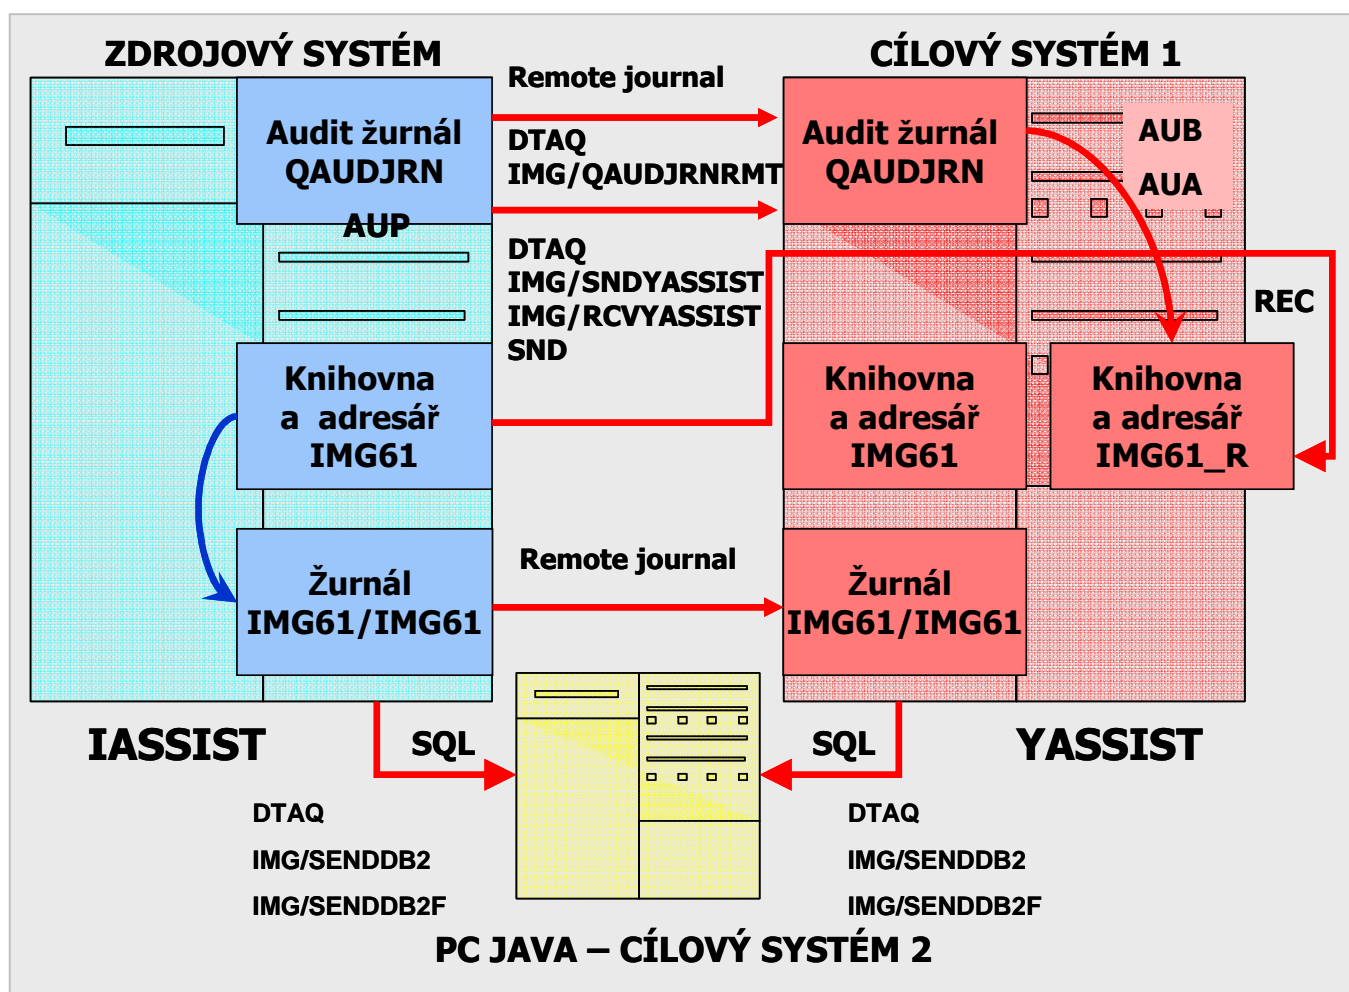 ZDROJOVÝ SYSTÉM
CÍLOVÝ SYSTÉM 1
Remote journal
Audit žurnál
QAUDJRN
AUP
DTAQ
IMG/QAUDJRNRMT
Audit žurnál
QAUDJRN
AUB
AUA
DTAQ
IMG/SNDYASSIST
IMG/RCVYASSIST
SND
REC
Knihovna
a adresář
IMG61
Knihovna
a adresář
IMG61
Knihovna
a adresář
IMG61_R
Remote journal
Žurnál
IMG61/IMG61
Žurnál
IMG61/IMG61
IASSIST
SQL
SQL
YASSIST
DTAQ
IMG/SENDDB2
IMG/SENDDB2F
DTAQ
IMG/SENDDB2
IMG/SENDDB2F
PC JAVA – CÍLOVÝ SYSTÉM 2